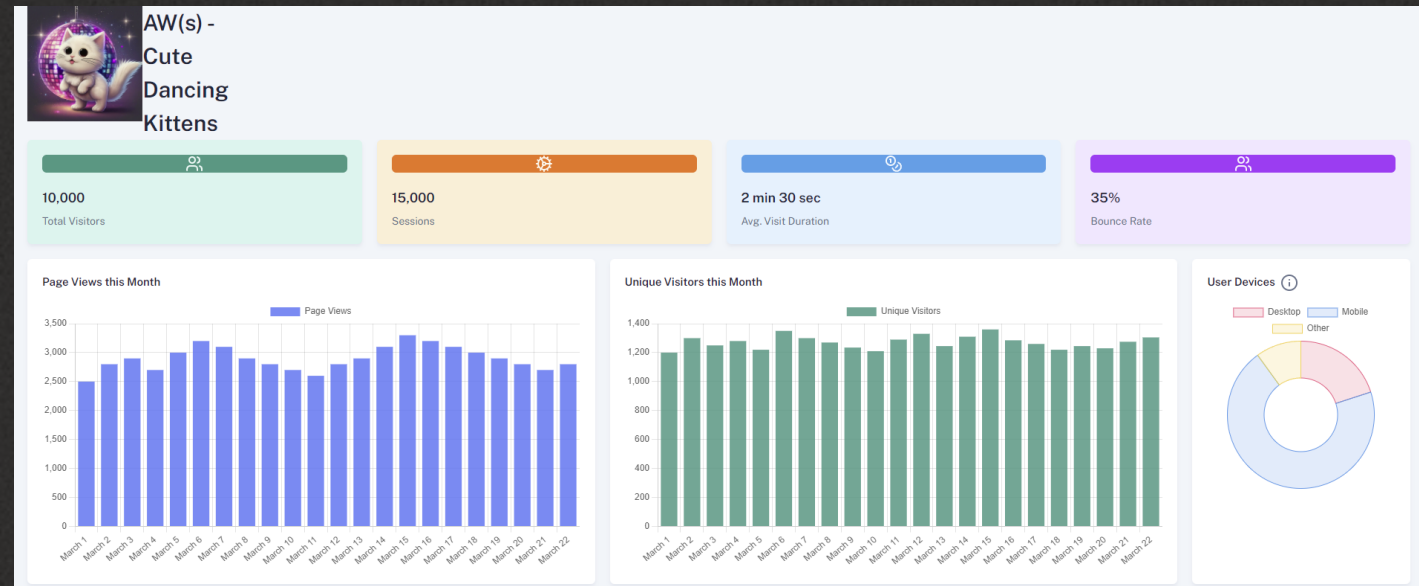 AW(s) -
Cute
Dancing
Kittens
10,000
Total Visitors
15,000
Sessions
2 min 30 sec
Avg. Visit Duration
35%
Bounce Rate
Page Views this Month
Page Views
3,500
3,000
2,500
2,000
1,500
1,000
500
0
March 1 March 2 March 3 March 4 March 5 March 6 March 7 March 8 March 9 March 10 March 11 March 12 March 13 March 14 March 15 March 16 March 17 March 18 March 19 March 20 March 21 March 22
Unique Visitors this Month
Unique Visitors
1,400
1,200
1,000
800
600
400
200
0
March 1 March 2 March 3 March 4 March 5 March 6 March 7 March 8 March 9 March 10 March 11 March 12 March 13 March 14 March 15 March 16 March 17 March 18 March 19 March 20 March 21 March 22
User Devices
Desktop Mobile
Other